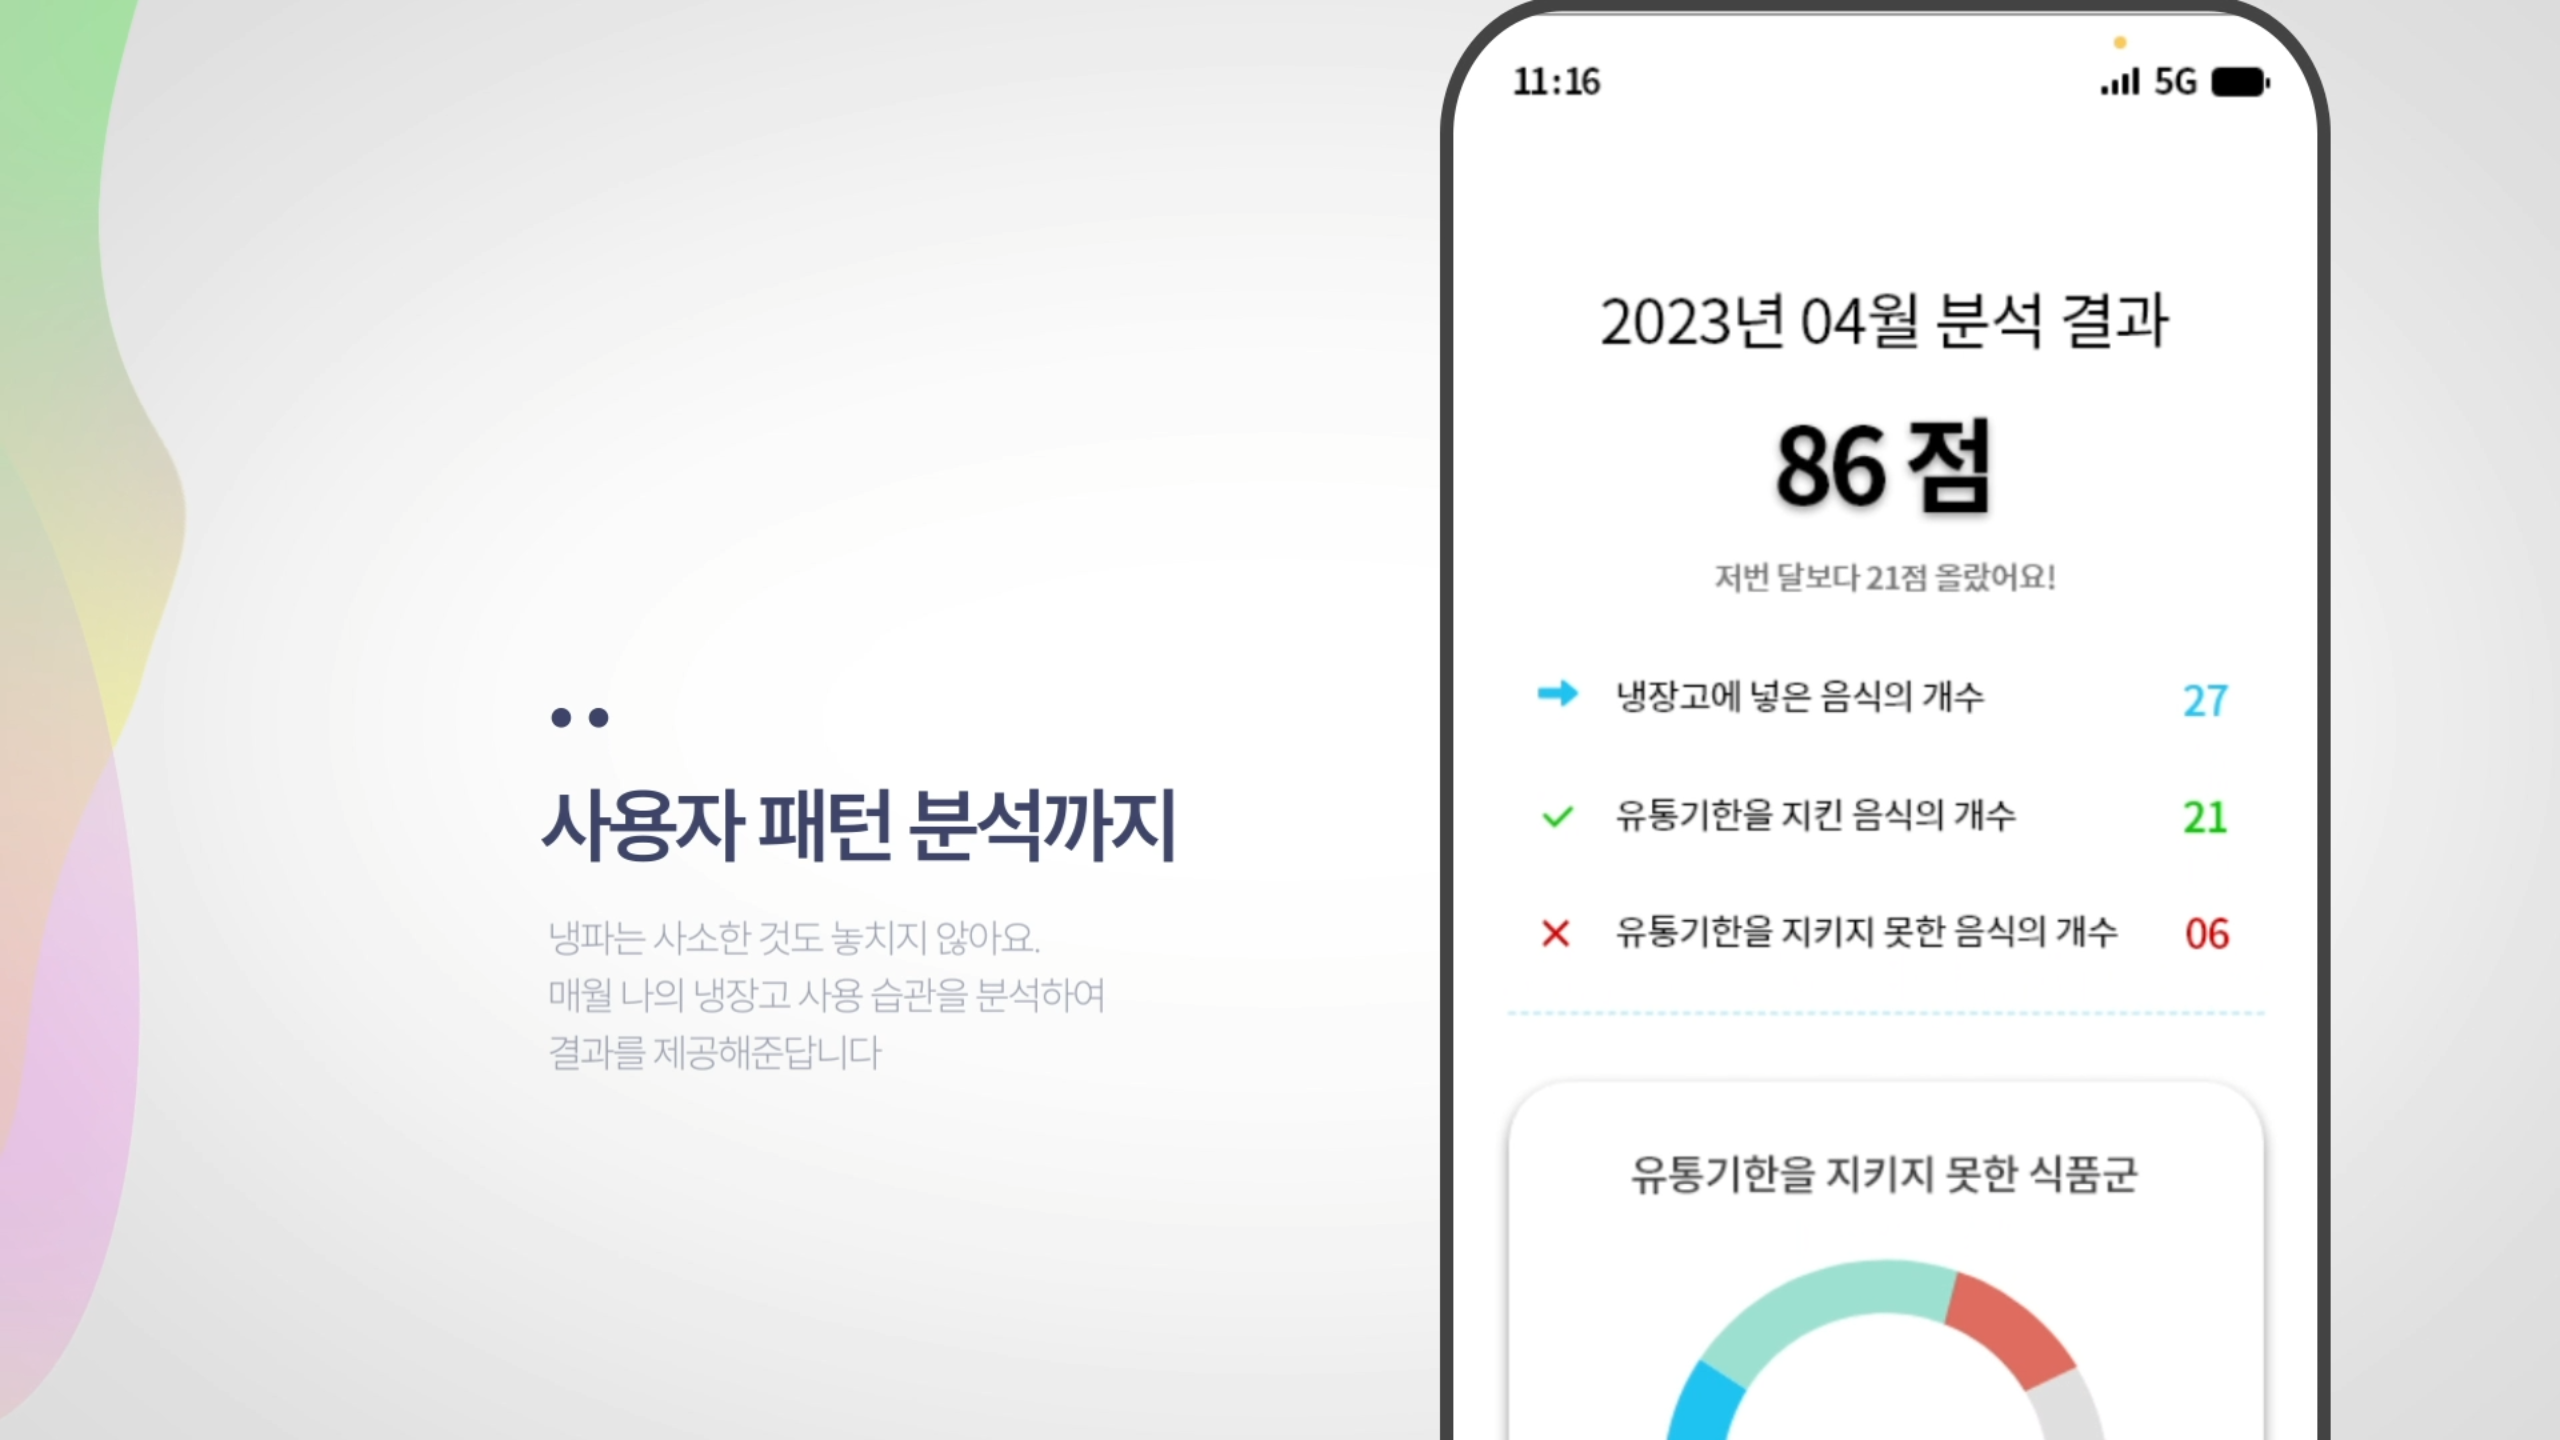 사용자 패턴 분석까지
냉파는 사소한 것도 놓치지 않아요.
매월 나의 냉장고 사용 습관을 분석하여
결과를 제공해준답니다
11:16
5G
2023년 04월 분석 결과
86 점
저번 달보다 21점 올랐어요!
냉장고에 넣은 음식의 개수 27
유통기한을 지킨 음식의 개수 21
유통기한을 지키지 못한 음식의 개수 06
유통기한을 지키지 못한 식품군